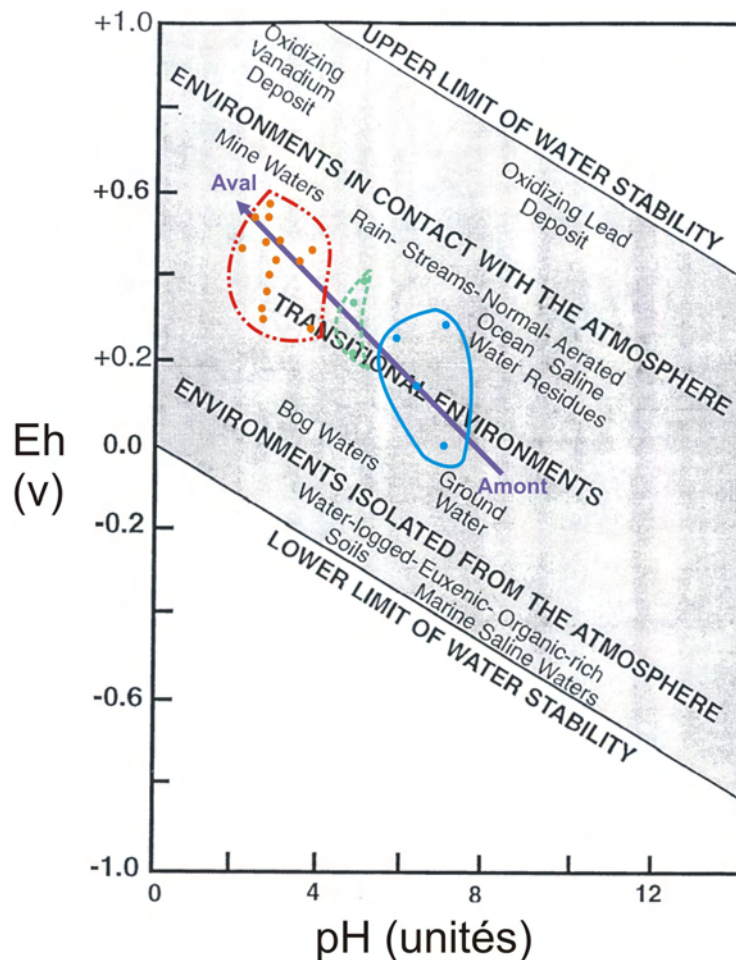 +1.0
+0.6
+0.2
0.0
-0.2
-0.6
-1.0
Eh
(v)
0
4
8
12
pH (unités)
UPPER LIMIT OF WATER STABILITY
Oxidizing
Vanadium
Deposit
Oxidizing Lead
Deposit
ENVIRONMENTS IN CONTACT WITH THE ATMOSPHERE
Mine Waters
Rain- Streams- Normal- Aerated
Ocean Saline
Water Residues
Aval
TRANSITIONAL ENVIRONMENTS
Amont
Bog Waters
Ground
Water
ENVIRONMENTS ISOLATED FROM THE ATMOSPHERE
Water-logged- Euxenic- Organic-rich
Soils
Marine Saline Waters
LOWER LIMIT OF WATER STABILITY